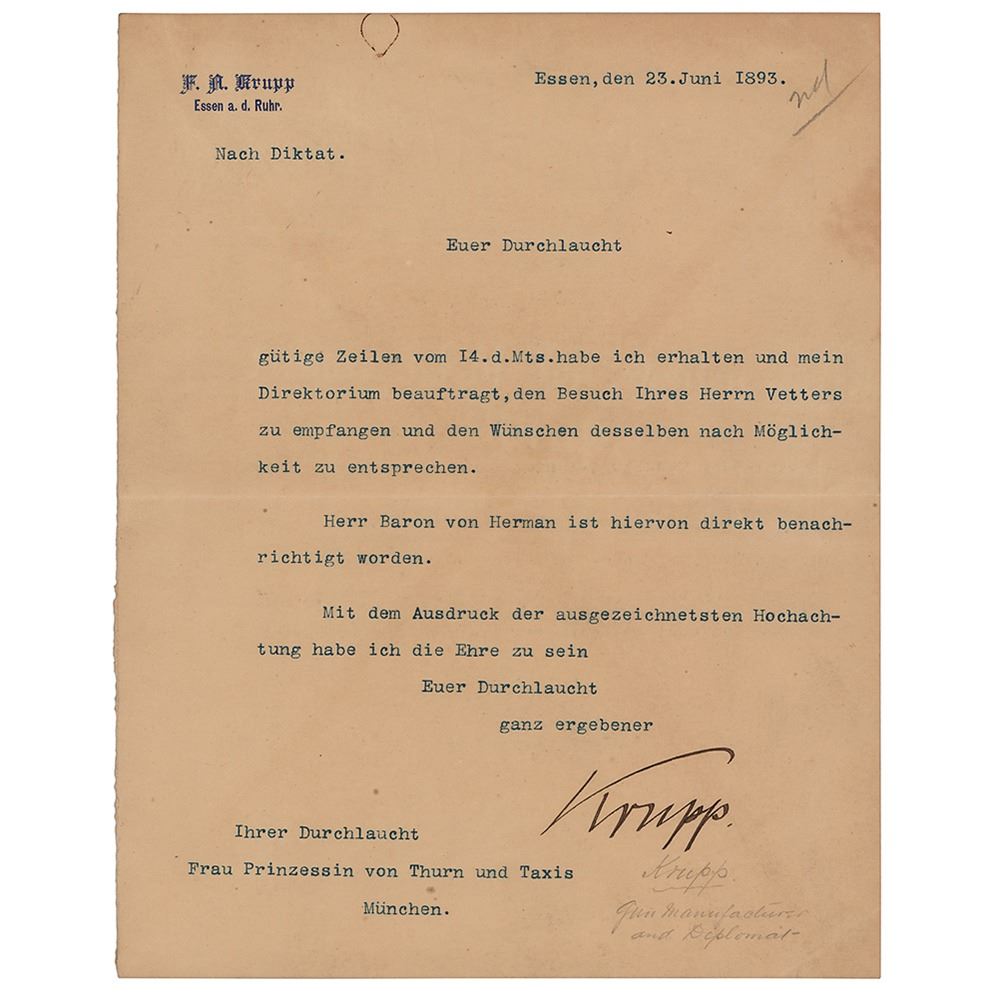 F. A. Krupp
Essen a. d. Ruhr.
Essen, den 23. Juni 1893.
Nach Diktat.
Euer Durchlaucht
gütige Zeilen vom 14.d.Mts.habe ich erhalten und mein
Direktorium beauftragt,den Besuch Ihres Herrn Vetters
zu empfangen und den Wünschen desselben nach Möglich-
keit zu entsprechen.
Herr Baron von Herman ist hiervon direkt benach-
richtigt worden.
Mit dem Ausdruck der ausgezeichnetsten Hochach-
tung habe ich die Ehre zu sein
Euer Durchlaucht
ganz ergebener
Krupp.
Ihrer Durchlaucht
Frau Prinzessin von Thurn und Taxis
München.
Krupp.
Gun Manufacturer
and Diplomat-